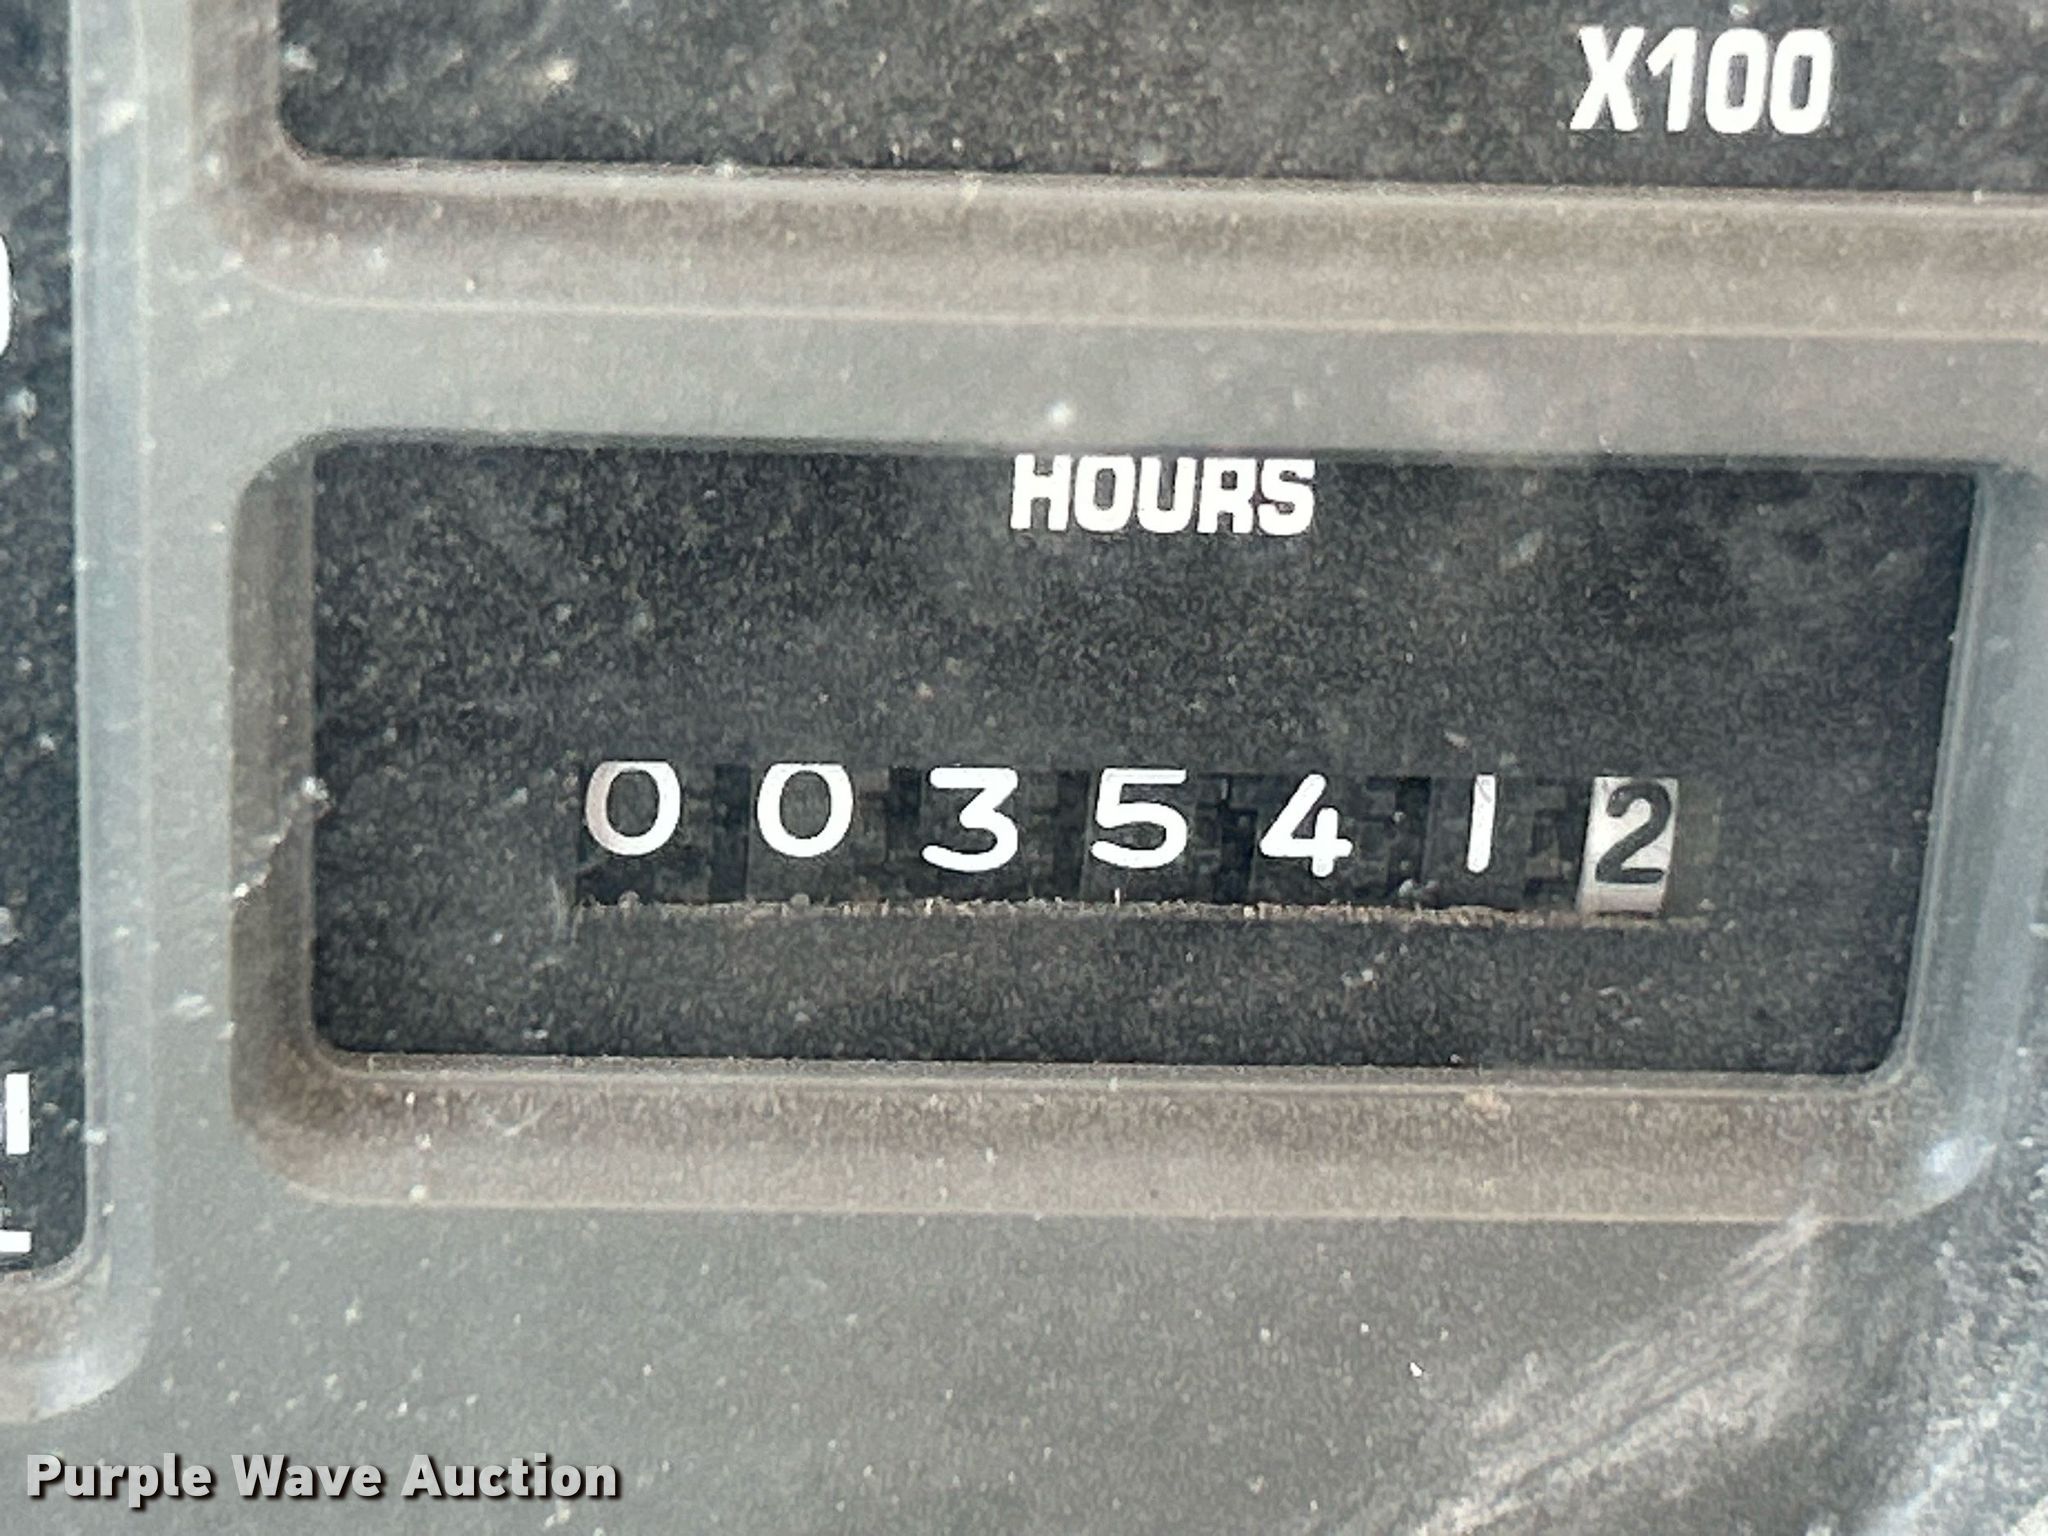 X100
HOURS
0035412
Purple Wave Auction